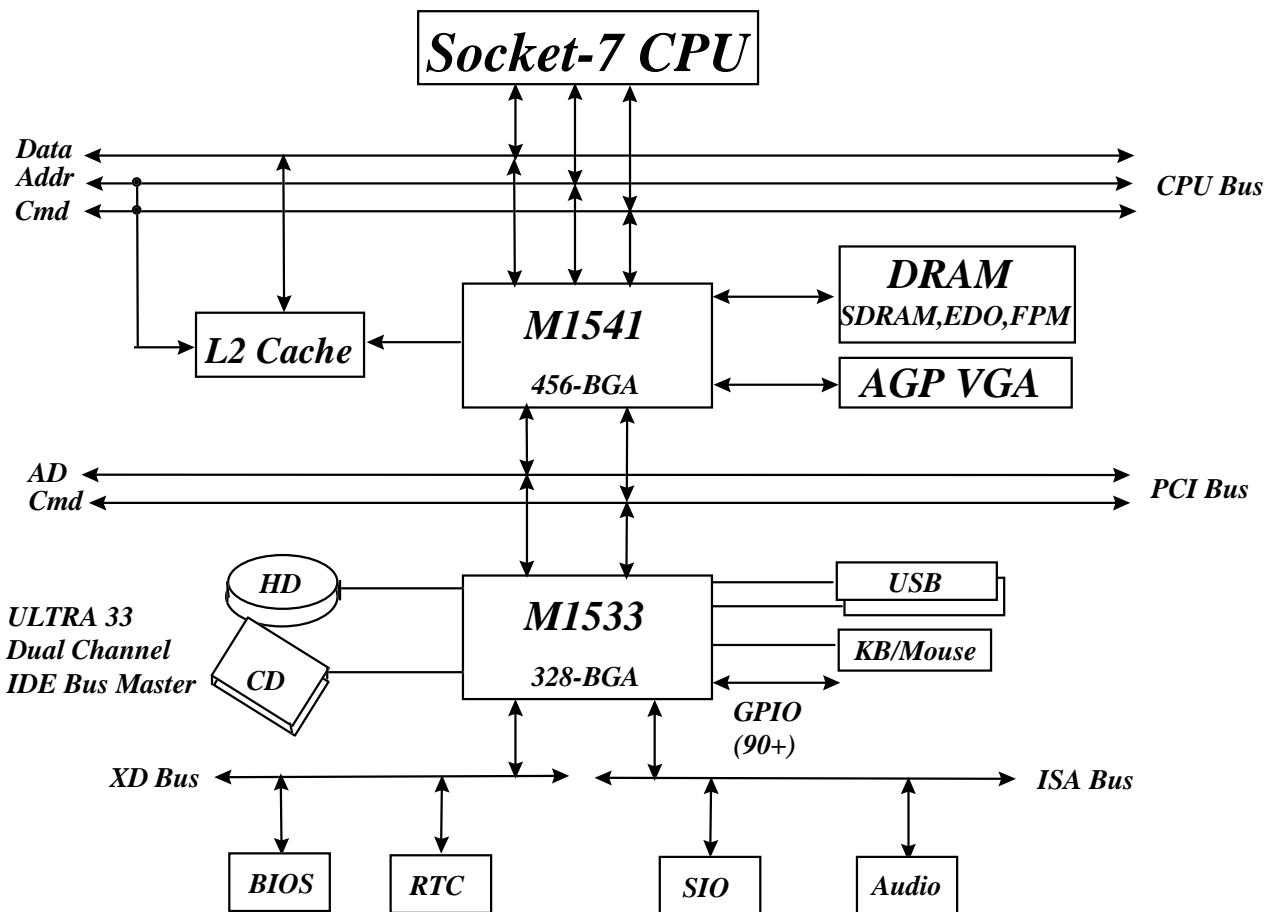 Socket-7 CPU
Data
Addr
Cmd
CPU Bus
DRAM
SDRAM,EDO,FPM
M1541
456-BGA
L2 Cache
AGP VGA
AD
Cmd
PCI Bus
HD
CD
ULTRA 33
Dual Channel
IDE Bus Master
M1533
328-BGA
USB
KB/Mouse
GPIO
(90+)
XD Bus
ISA Bus
BIOS
RTC
SIO
Audio